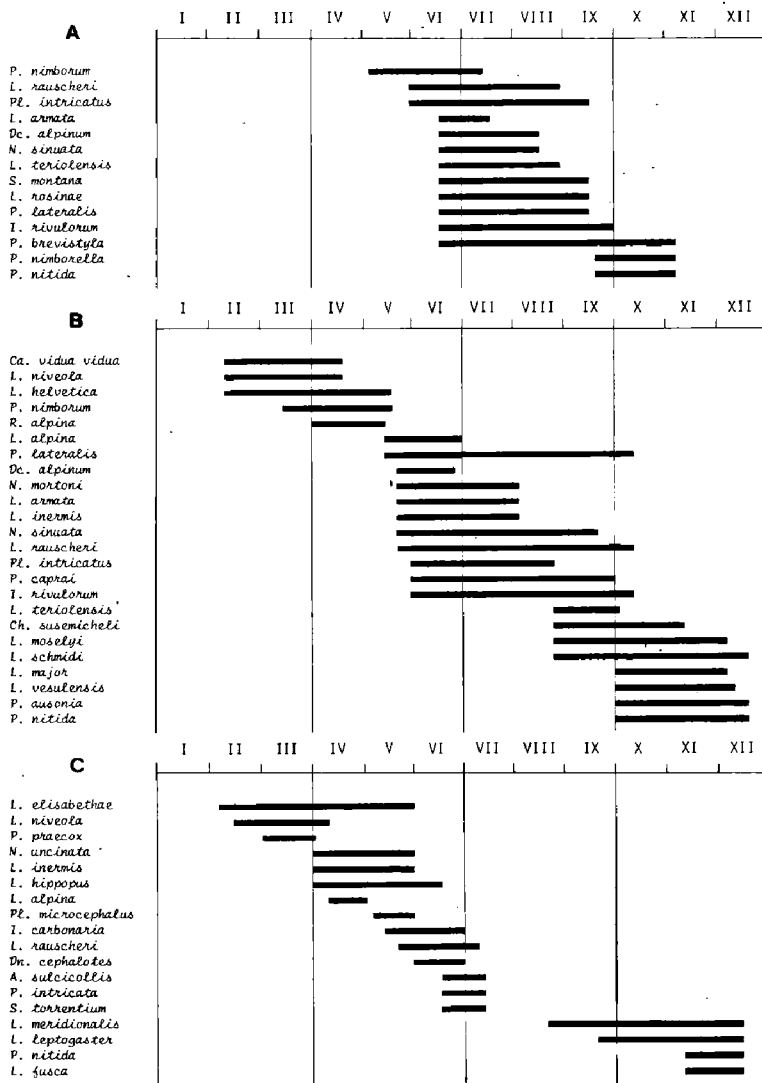 I II III IV V VI VII VIII IX X XI XII
A
P. nimborum
L. rauscheri
Pl. intricatus
L. armata
Dc. alpinum
N. sinuata
L. teriolensis
S. montana
L. rosinae
P. lateralis
I. rivulorum
P. brevistyla
P. nimborella
P. nitida
I II III IV V VI VII VIII IX X XI XII
B
Ca. vidua vidua
L. niveola
L. helvetica
P. nimborum
R. alpina
L. alpina
P. lateralis
Dc. alpinum
N. mortoni
L. armata
L. inermis
N. sinuata
L. rauscheri
Pl. intricatus
P. caprai
I. rivulorum
L. teriolensis
Ch. susemicheli
L. moselyi
L. schmidi
L. major
L. vesulensis
P. ausonia
P. nitida
C
I II III IV V VI VII VIII IX X XI XII
I. elisabethae
L. niveola
P. praecox
N. uncinata
L. inermis
L. hippopus
L. alpina
Pl. microcephalus
I. carbonaria
L. rauscheri
Dn. cephalotes
A. sulcicollis
P. intricata
S. torrentium
L. meridionalis
L. leptogaster
P. nitida
L. fusca